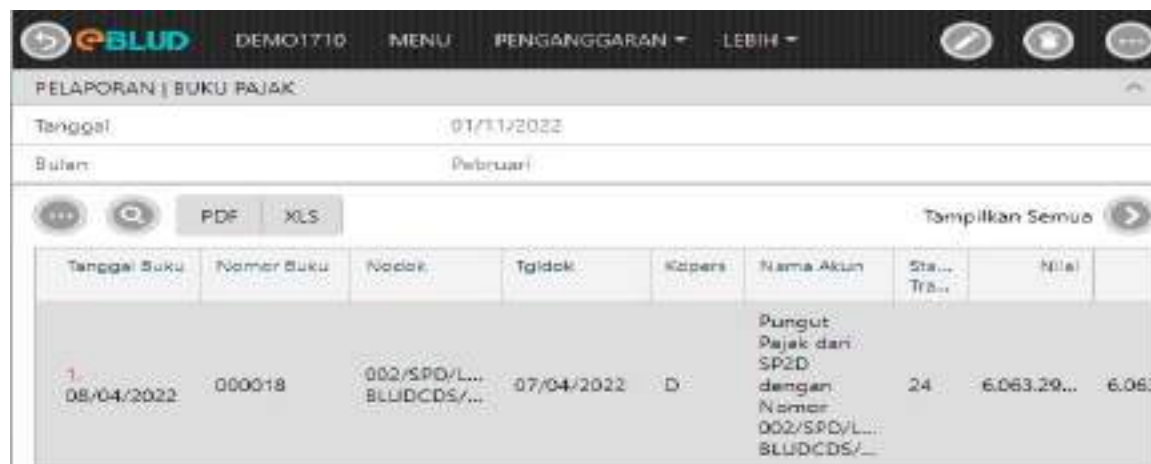 eBLUD DEMO1710 MENU PENGANGGARAN LEBIH
PELAPORAN | BUKU PAJAK
Tanggal 01/11/2022
Bulan Pebruari
PDF XLS Tampilkan Semua
Tanggal Buku Nomor Buku Nodok Tgldok Kdpers Nama Akun Sta... Nilai
Tra...
Pungut
Pajak dari
SP2D
1. 002/SPD/L... dengan
08/04/2022 000018 BLUDCDS/... 07/04/2022 D Nomor 24 6.063.29... 6.063
002/SPD/L...
BLUDCDS/...